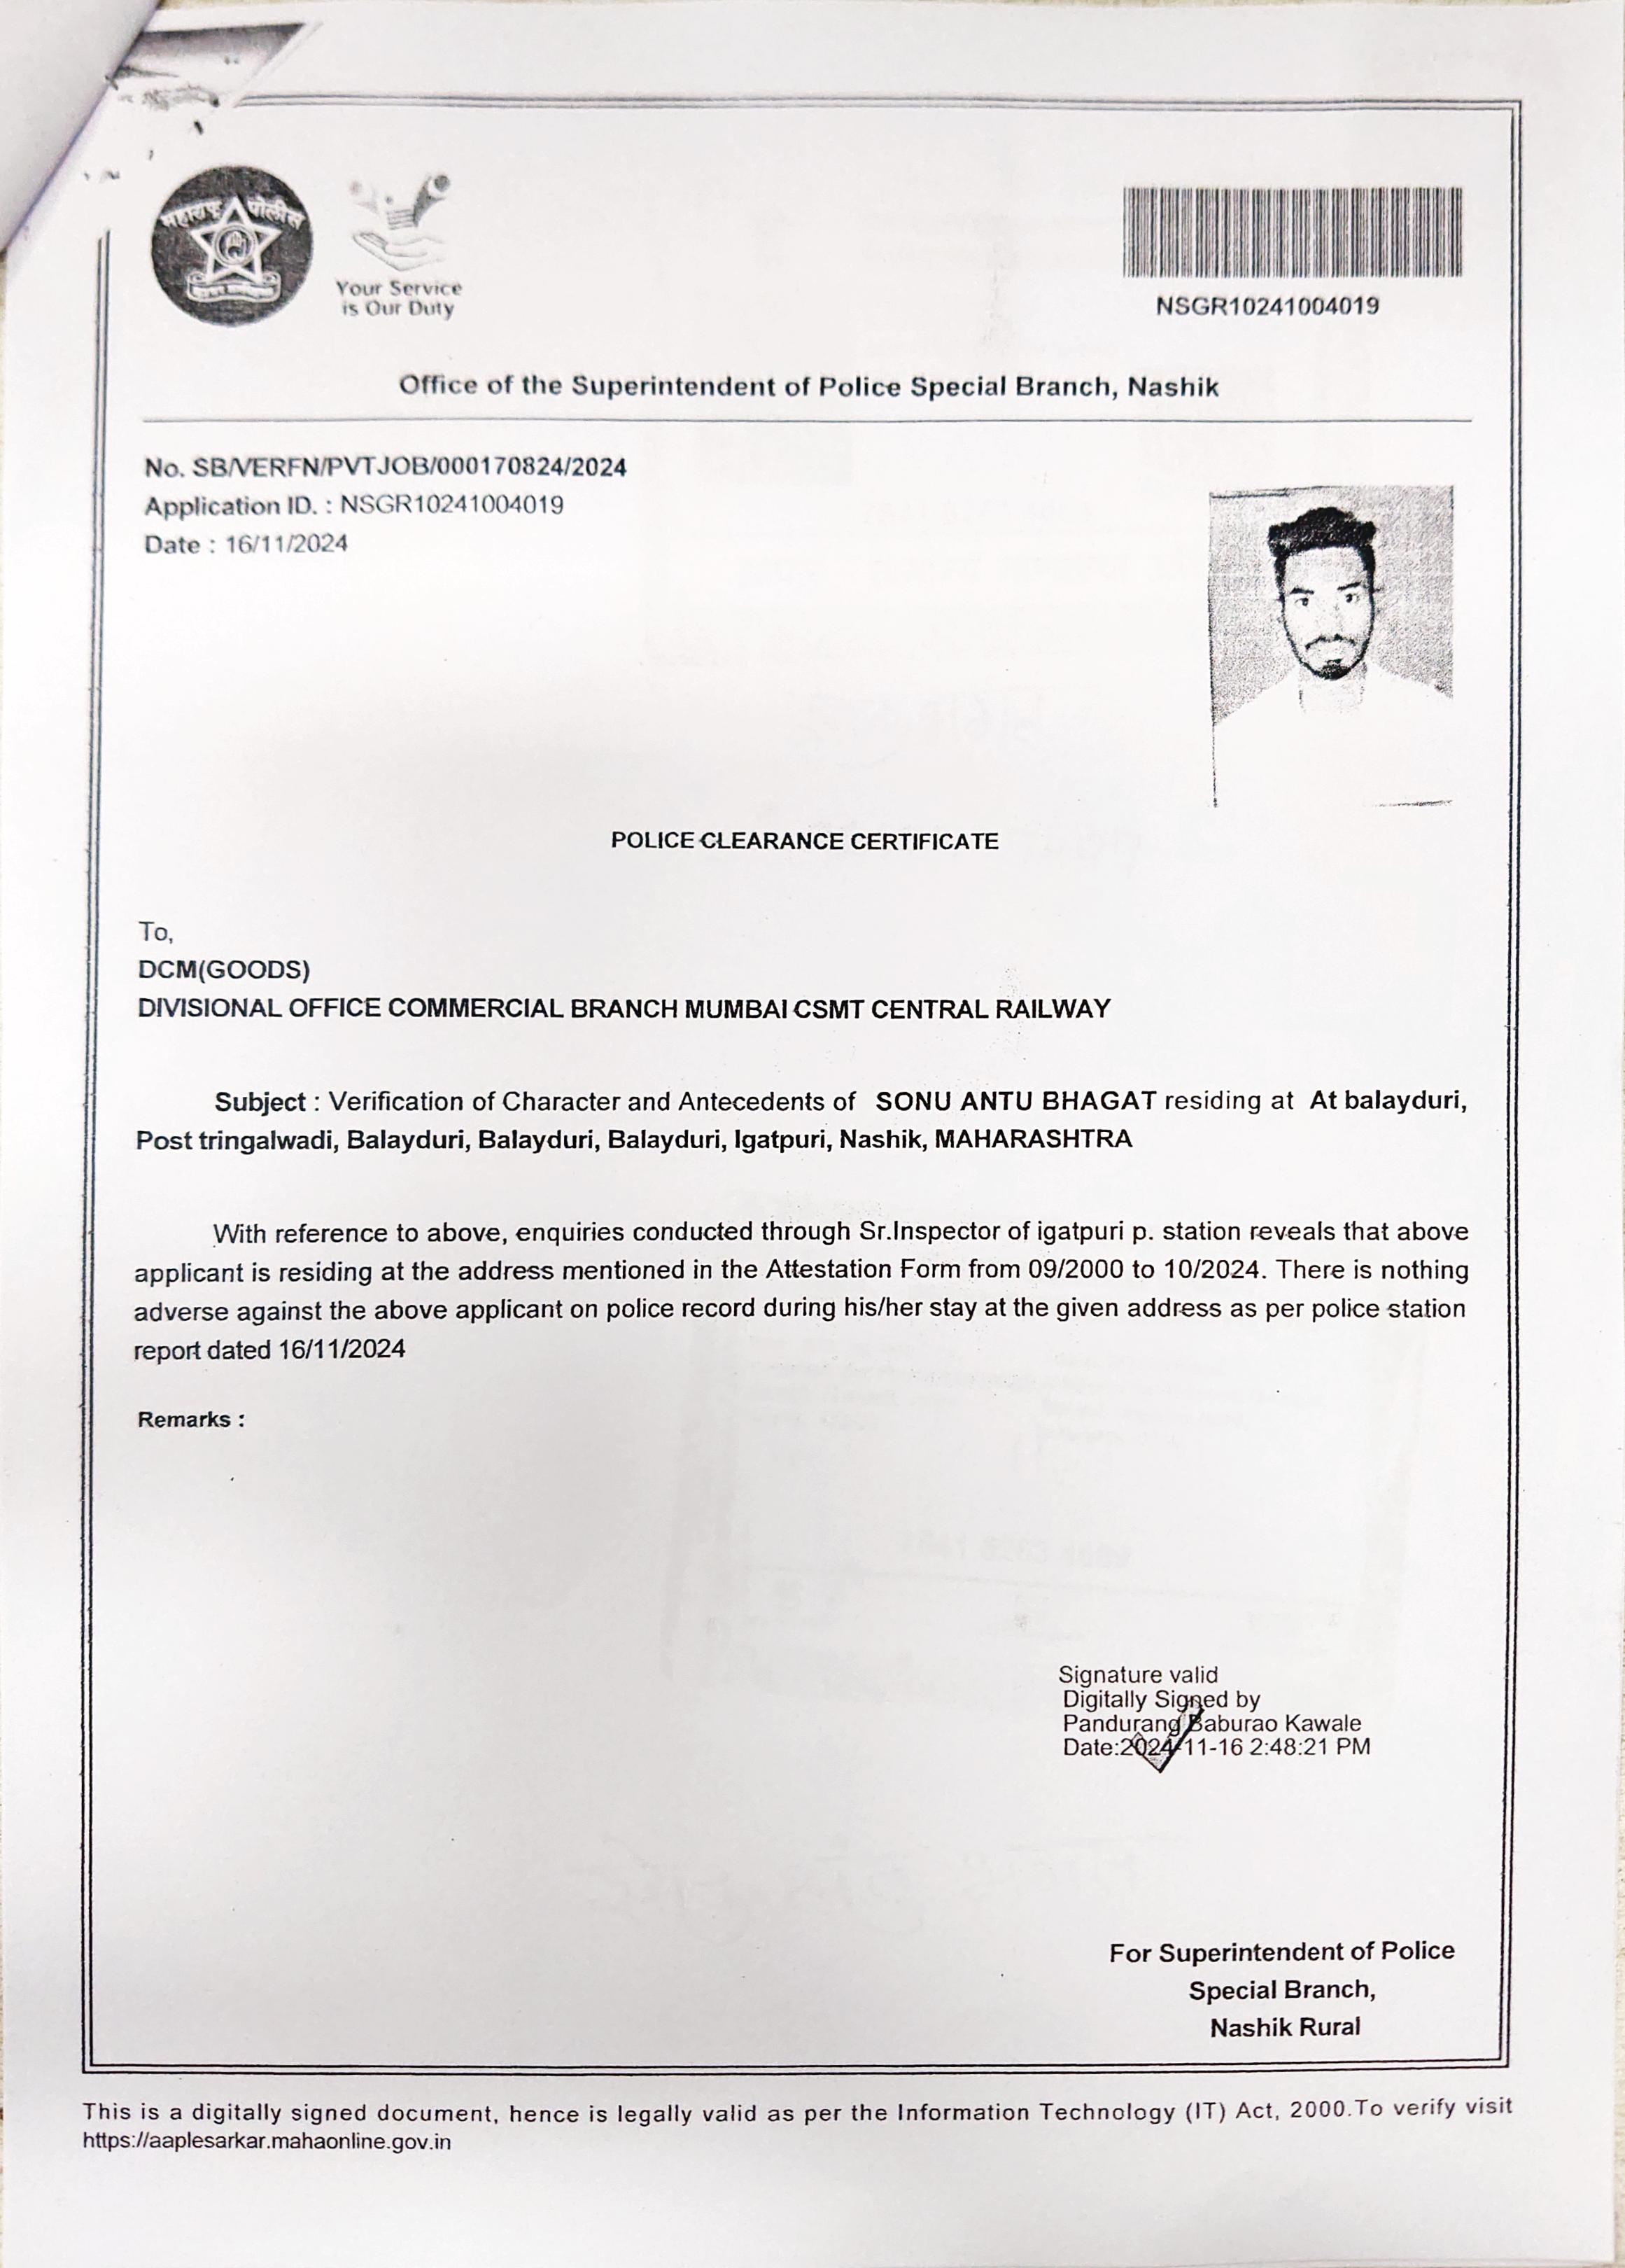 महाराष्ट्र पोलीस
Your Service
is Our Duty
NSGR10241004019
Office of the Superintendent of Police Special Branch, Nashik
No. SB/VERFN/PVTJOB/000170824/2024
Application ID. : NSGR10241004019
Date : 16/11/2024
POLICE CLEARANCE CERTIFICATE
To,
DCM(GOODS)
DIVISIONAL OFFICE COMMERCIAL BRANCH MUMBAI CSMT CENTRAL RAILWAY
Subject : Verification of Character and Antecedents of SONU ANTU BHAGAT residing at At balayduri,
Post tringalwadi, Balayduri, Balayduri, Balayduri, Igatpuri, Nashik, MAHARASHTRA
With reference to above, enquiries conducted through Sr.Inspector of igatpuri p. station reveals that above
applicant is residing at the address mentioned in the Attestation Form from 09/2000 to 10/2024. There is nothing
adverse against the above applicant on police record during his/her stay at the given address as per police station
report dated 16/11/2024
Remarks :
Signature valid
Digitally Signed by
Pandurang Baburao Kawale
Date:2024-11-16 2:48:21 PM
For Superintendent of Police
Special Branch,
Nashik Rural
This is a digitally signed document, hence is legally valid as per the Information Technology (IT) Act, 2000.To verify visit
https://aaplesarkar.mahaonline.gov.in